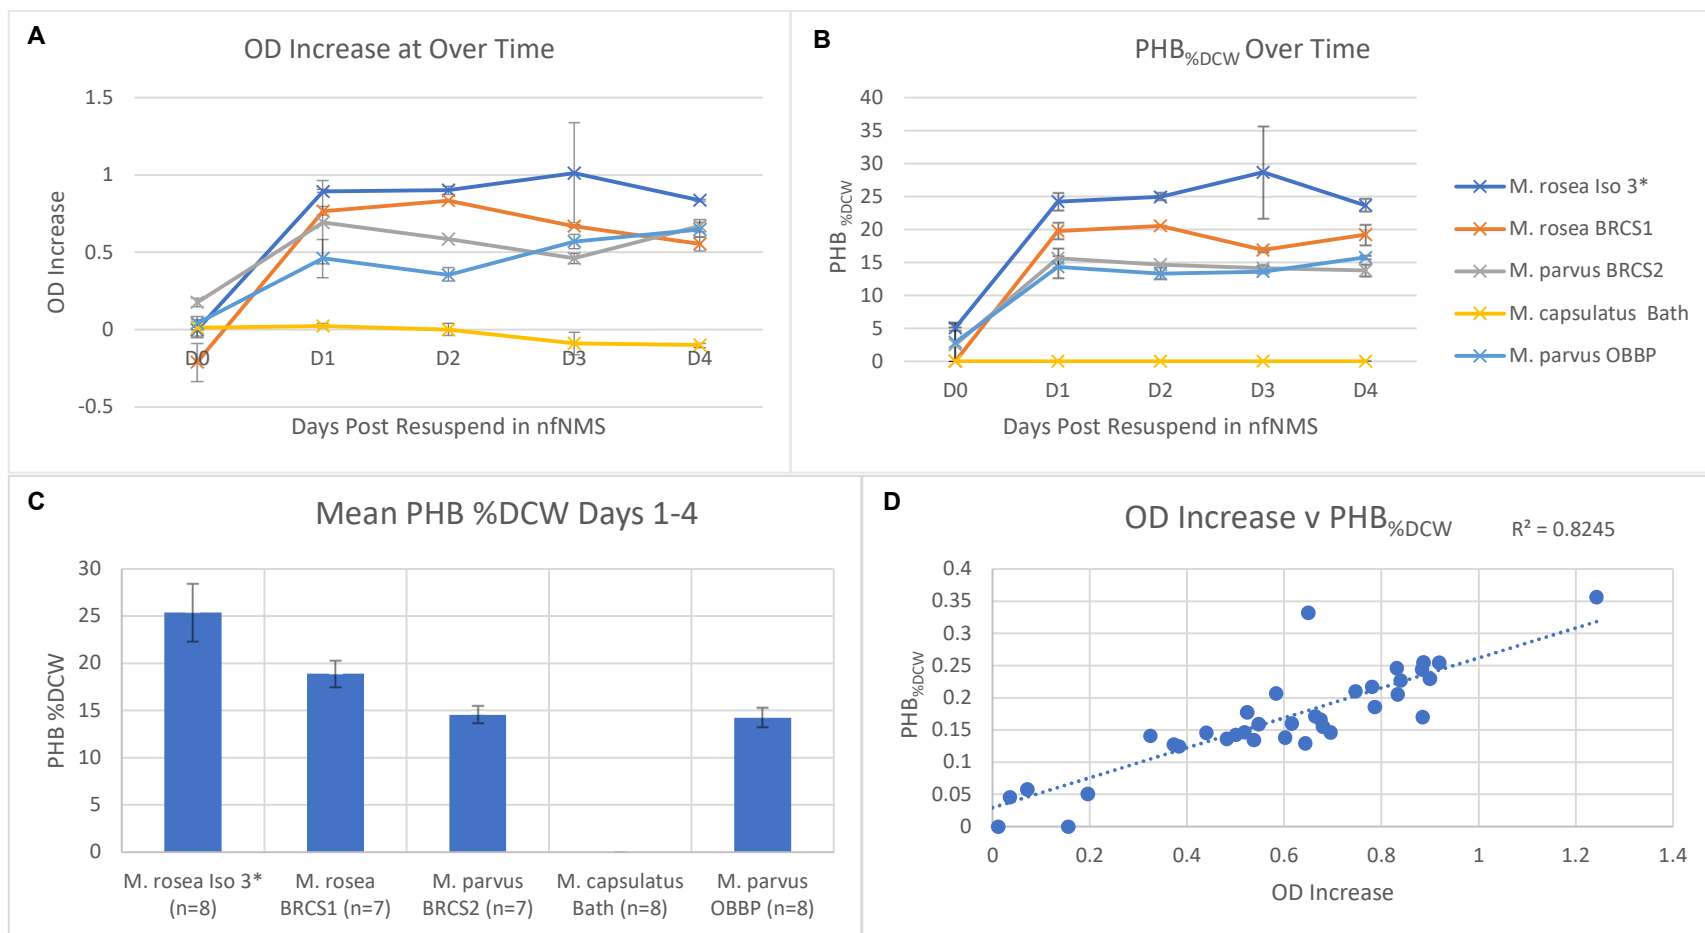 A
OD Increase at Over Time
1.5
1
0.5
0
-0.5
OD Increase
D0 D1 D2 D3 D4
Days Post Resuspend in nfNMS
B
PHB%DCW Over Time
40
35
30
25
20
15
10
5
0
PHB %DCW
D0 D1 D2 D3 D4
Days Post Resuspend in nfNMS
M. rosea Iso 3*
M. rosea BRCS1
M. parvus BRCS2
M. capsulatus Bath
M. parvus OBBP
C
Mean PHB %DCW Days 1-4
30
25
20
15
10
5
0
PHB %DCW
M. rosea Iso 3* M. rosea M. parvus M. capsulatus M. parvus
(n=8) BRCS1 (n=7) BRCS2 (n=7) Bath (n=8) OBBP (n=8)
D
OD Increase v PHB%DCW
R² = 0.8245
0.4
0.35
0.3
0.25
0.2
0.15
0.1
0.05
0
PHB%DCW
0 0.2 0.4 0.6 0.8 1 1.2 1.4
OD Increase